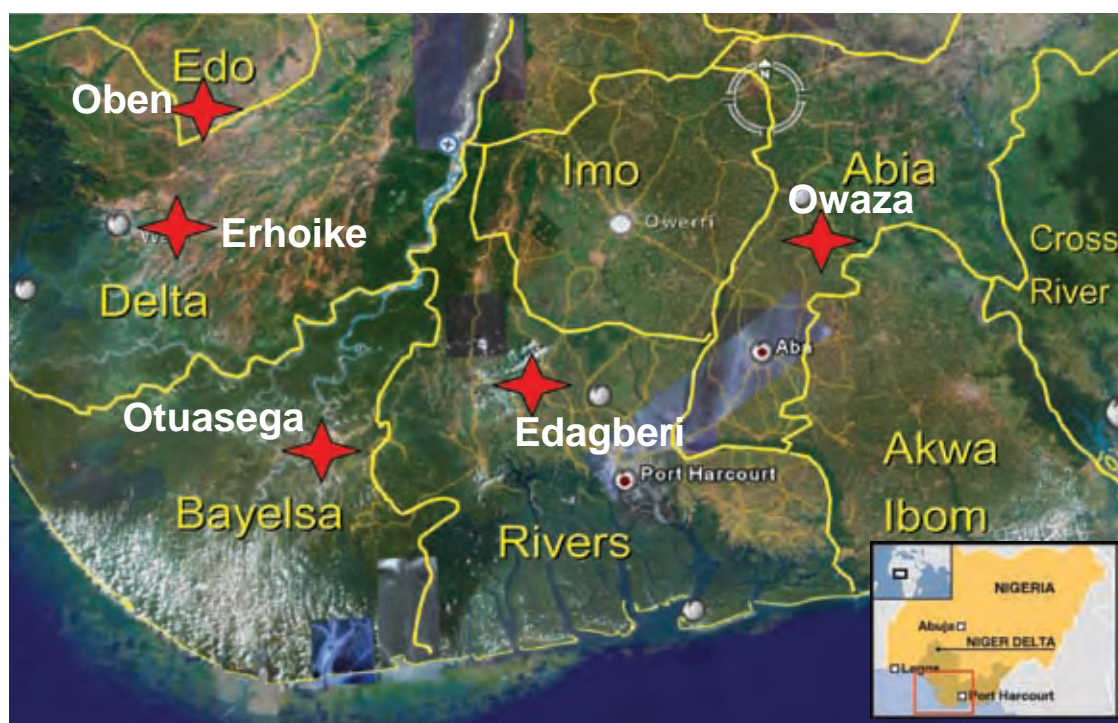 Edo
Oben
Imo
Abia
Owaza
Owerri
Erhoike
Cross
River
Delta
Aba
Otuasega
Edagberi
Akwa
Ibom
Port Harcourt
Bayelsa
Rivers
N
NIGERIA
Abuja
NIGER DELTA
Lagos
Port Harcourt